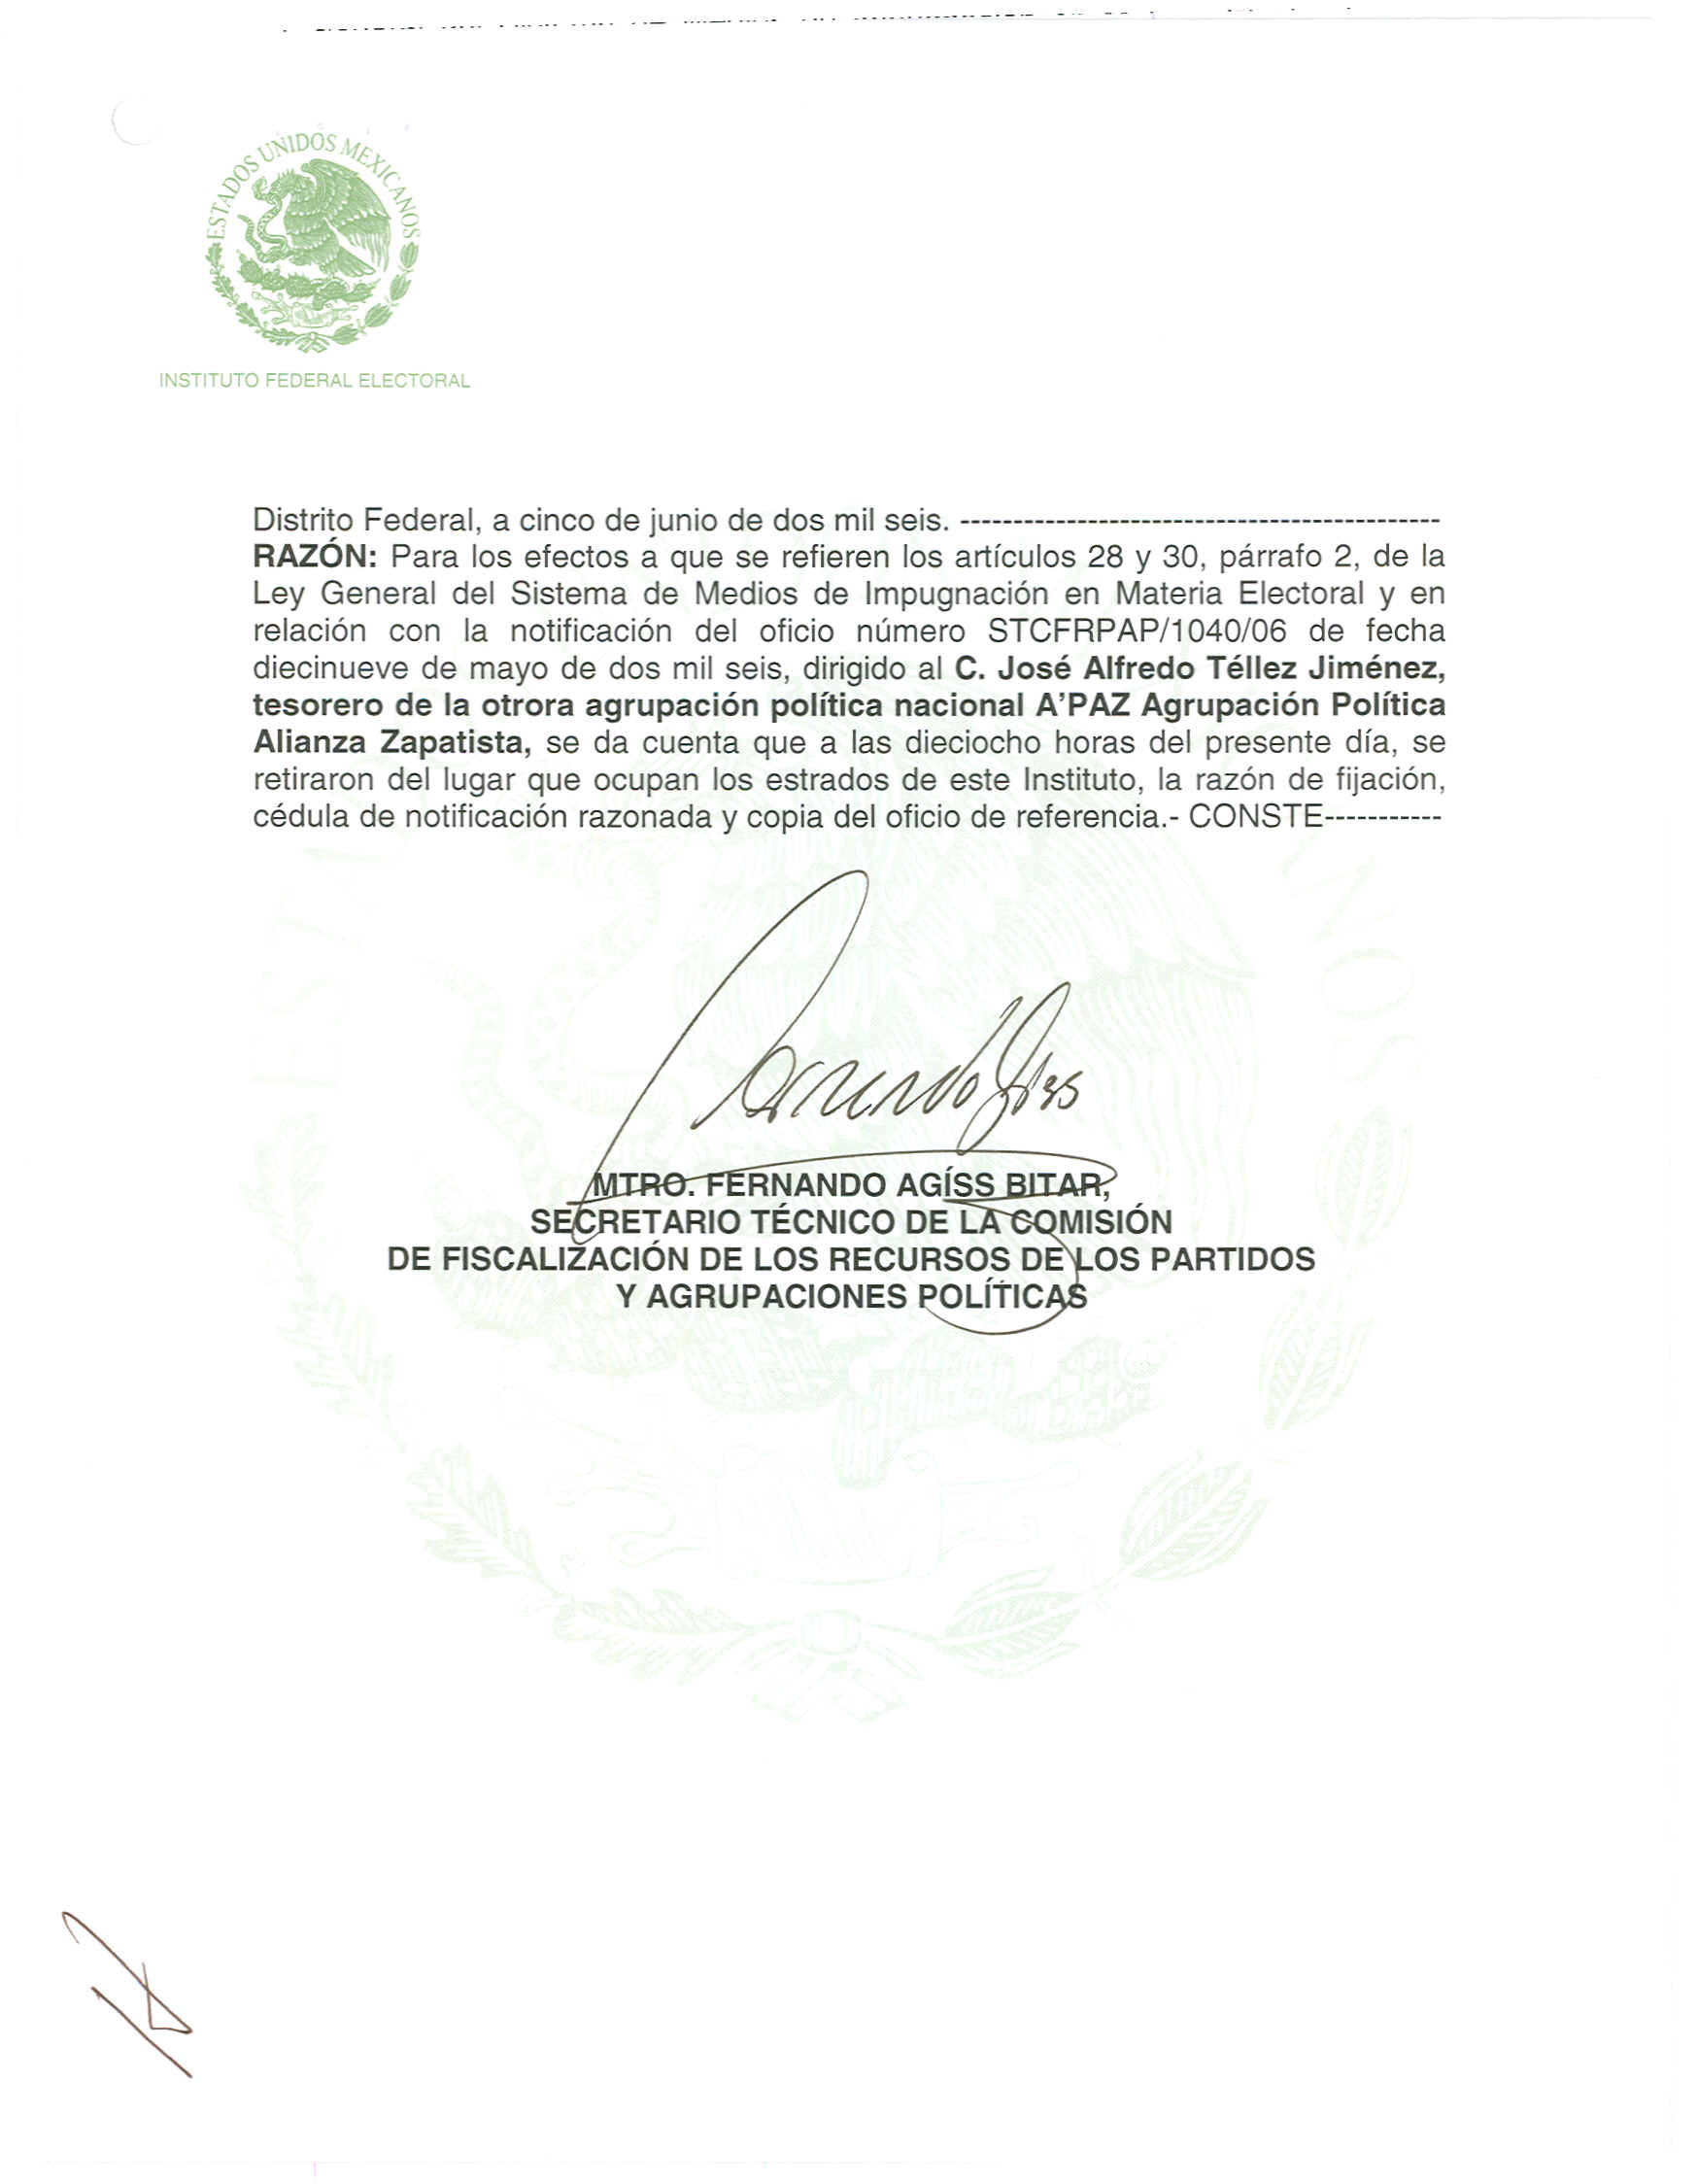 ESTADOS UNIDOS MEXICANOS
INSTITUTO FEDERAL ELECTORAL
Distrito Federal, a cinco de junio de dos mil seis. ---------------------------------------------
RAZÓN: Para los efectos a que se refieren los artículos 28 y 30, párrafo 2, de la
Ley General del Sistema de Medios de Impugnación en Materia Electoral y en
relación con la notificación del oficio número STCFRPAP/1040/06 de fecha
diecinueve de mayo de dos mil seis, dirigido al C. José Alfredo Téllez Jiménez,
tesorero de la otrora agrupación política nacional A'PAZ Agrupación Política
Alianza Zapatista, se da cuenta que a las dieciocho horas del presente día, se
retiraron del lugar que ocupan los estrados de este Instituto, la razón de fijación,
cédula de notificación razonada y copia del oficio de referencia.- CONSTE-----------
MTRO. FERNANDO AGÍSS BITAR,
SECRETARIO TÉCNICO DE LA COMISIÓN
DE FISCALIZACIÓN DE LOS RECURSOS DE LOS PARTIDOS
Y AGRUPACIONES POLÍTICAS